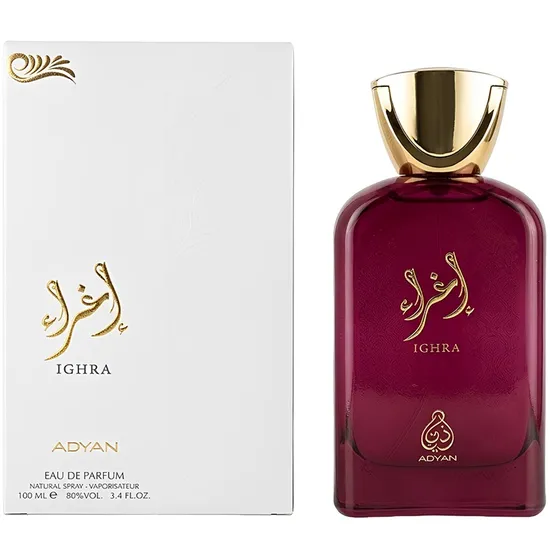 إغراء
IGHRA
ADYAN
EAU DE PARFUM
NATURAL SPRAY - VAPORISATEUR
100 ML e 80%VOL. 3.4 FL.OZ.
إغراء
IGHRA
ADYAN